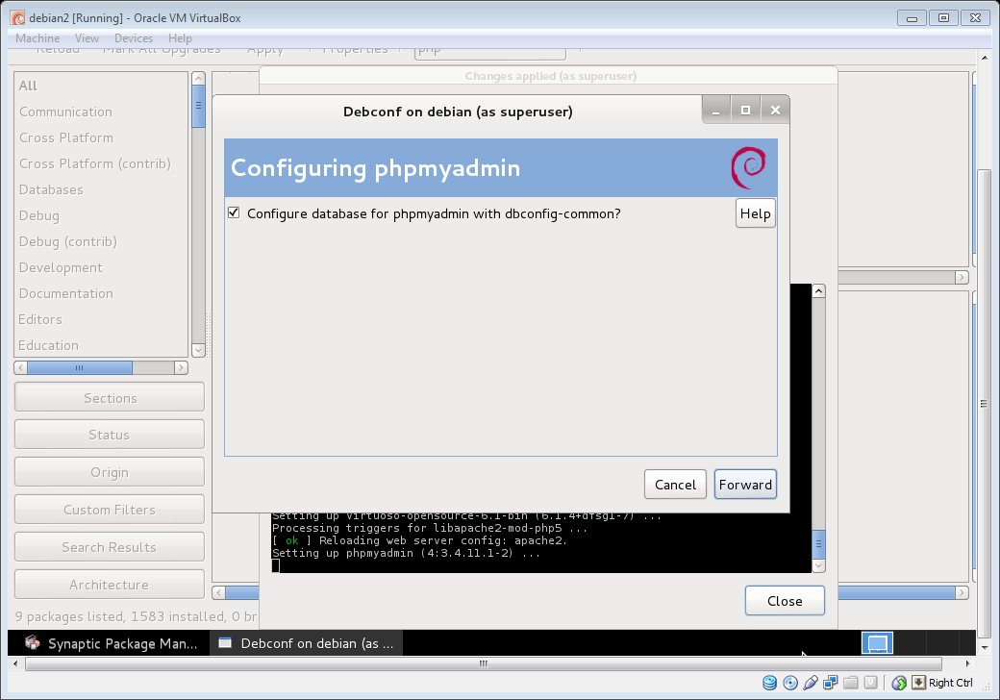 debian2 [Running] - Oracle VM VirtualBox
Machine View Devices Help
Reload Mark All Upgrades Apply Properties php
Changes applied (as superuser)
All
Communication
Cross Platform
Cross Platform (contrib)
Databases
Debug
Debug (contrib)
Development
Documentation
Editors
Education
Sections
Status
Origin
Custom Filters
Search Results
Architecture
9 packages listed, 1583 installed, 0 br
Debconf on debian (as superuser)
Configuring phpmyadmin
Configure database for phpmyadmin with dbconfig-common?
Help
Cancel
Forward
Setting up virtuoso-opensource-6.1-bin (6.1.4+dfsg1-7) ...
Processing triggers for libapache2-mod-php5 ...
[ ok ] Reloading web server config: apache2.
Setting up phpmyadmin (4:3.4.11.1-2) ...
Close
Synaptic Package Man...
Debconf on debian (as ...
Right Ctrl